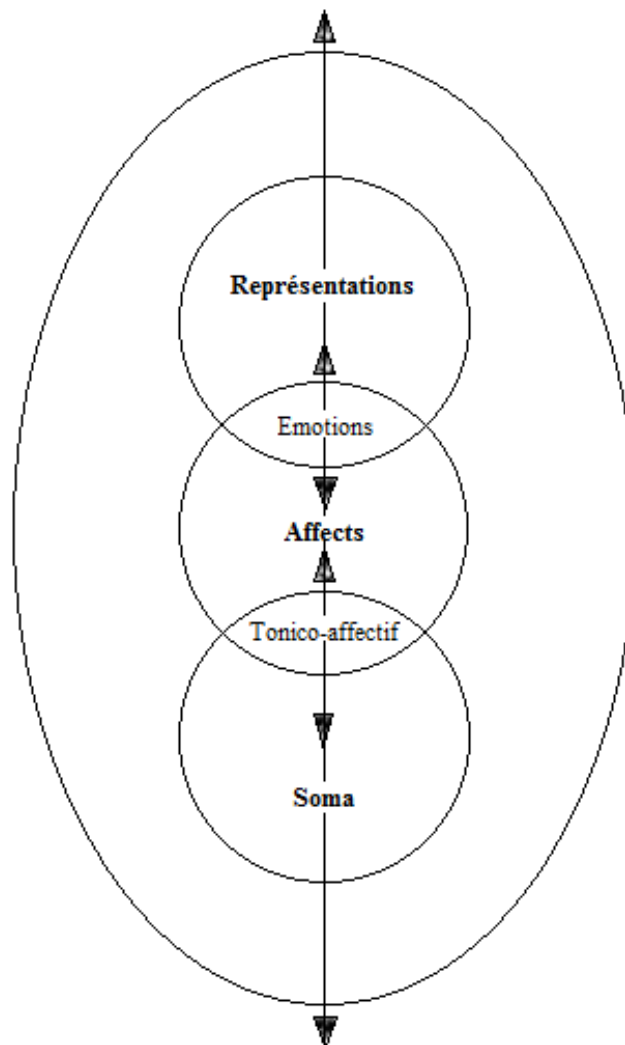 Représentations
Emotions
Affects
Tonico-affectif
Soma